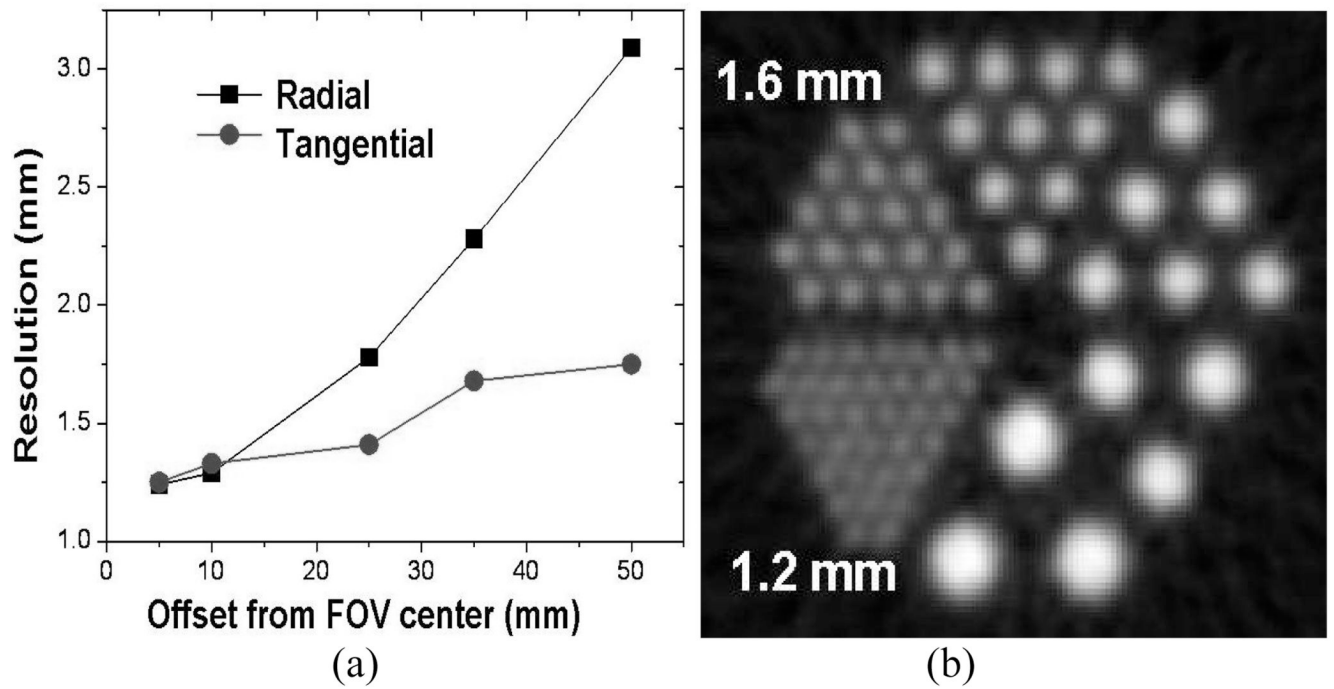 Resolution (mm)
3.0
2.5
2.0
1.5
1.0
0
10
20
30
40
50
Offset from FOV center (mm)
Radial
Tangential
(a)
1.6 mm
1.2 mm
(b)